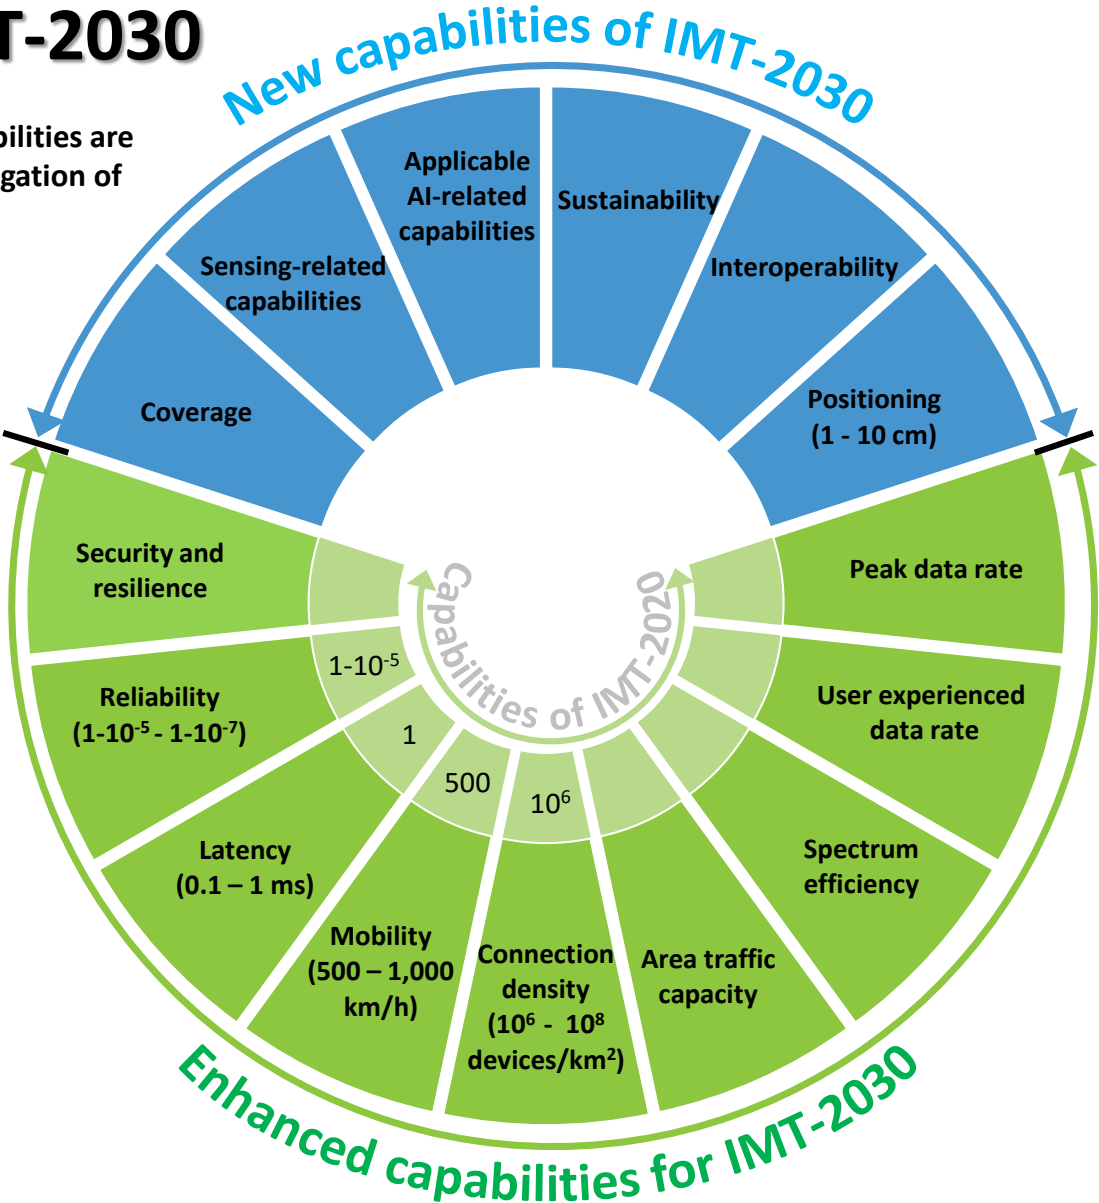 T-2030
bilities are
gation of
New capabilities of IMT-2030
Coverage
Sensing-related
capabilities
Applicable
AI-related
capabilities
Sustainability
Interoperability
Positioning
(1 - 10 cm)
Peak data rate
User experienced
data rate
Spectrum
efficiency
Area traffic
capacity
Connection
density
(10⁶ - 10⁸
devices/km²)
Mobility
(500 – 1,000
km/h)
Latency
(0.1 – 1 ms)
Reliability
(1-10⁻⁵ - 1-10⁻⁷)
Security and
resilience
1-10⁻⁵
1
500
10⁶
Capabilities of IMT-2020
Enhanced capabilities for IMT-2030